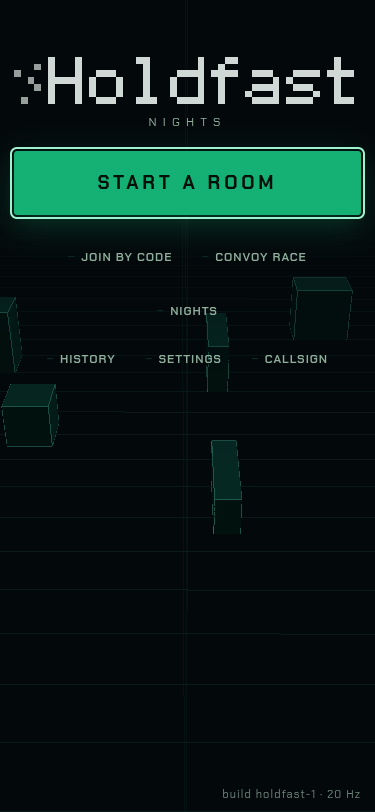 Holdfast
NIGHTS
START A ROOM
JOIN BY CODE CONVOY RACE
NIGHTS
HISTORY SETTINGS CALLSIGN
build holdfast-1 · 20 Hz